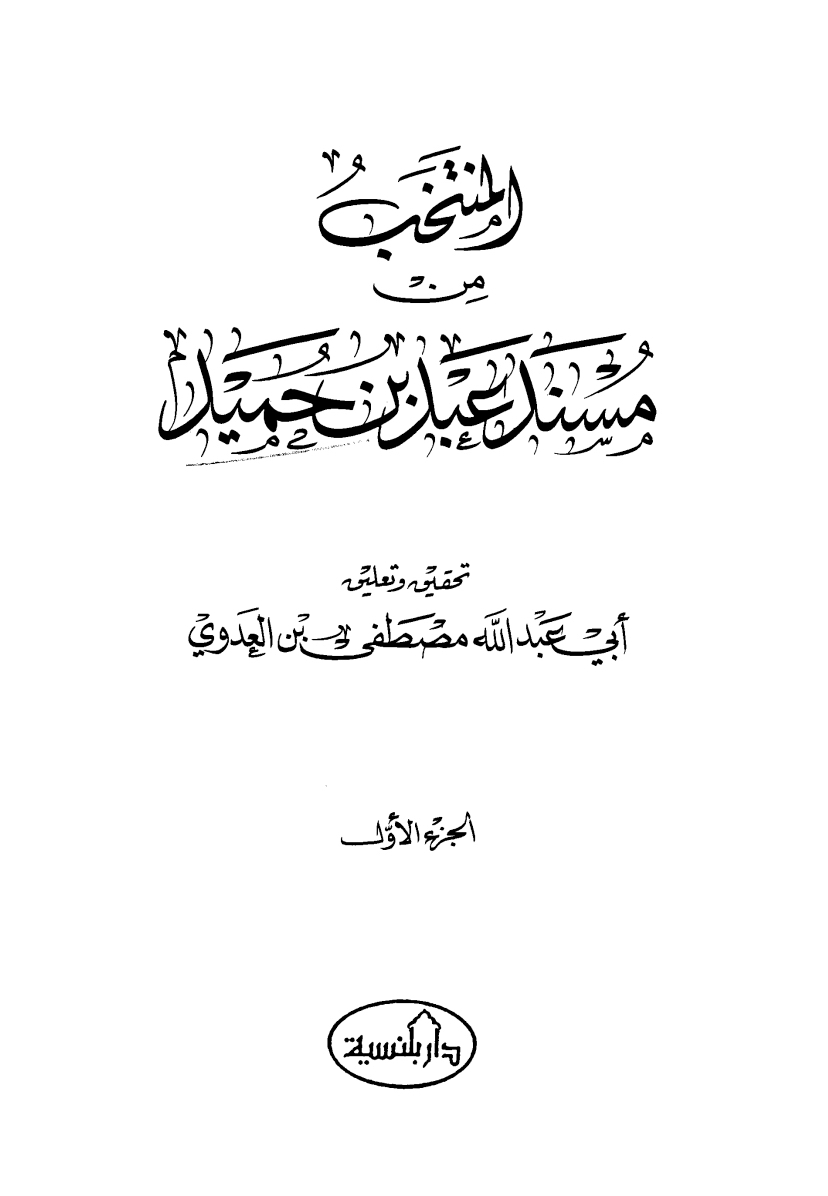 المنتخب
من
مسند عبد بن حميد
تحقيق وتعليق
أبي عبد الله مصطفى بن العدوي
الجزء الأول
دار بلنسية